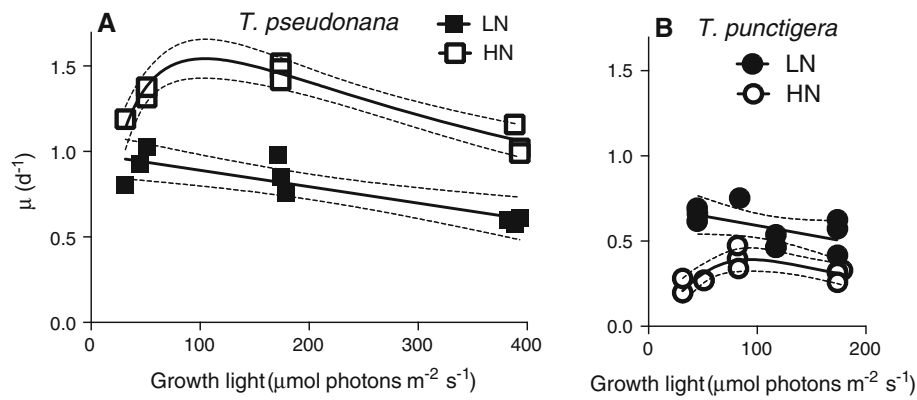 A T. pseudonana
LN
HN
1.5
1.0
0.5
0.0
μ (d⁻¹)
0 100 200 300 400
Growth light (μmol photons m⁻² s⁻¹)
B T. punctigera
LN
HN
1.5
1.0
0.5
0.0
0 100 200
Growth light (μmol photons m⁻² s⁻¹)